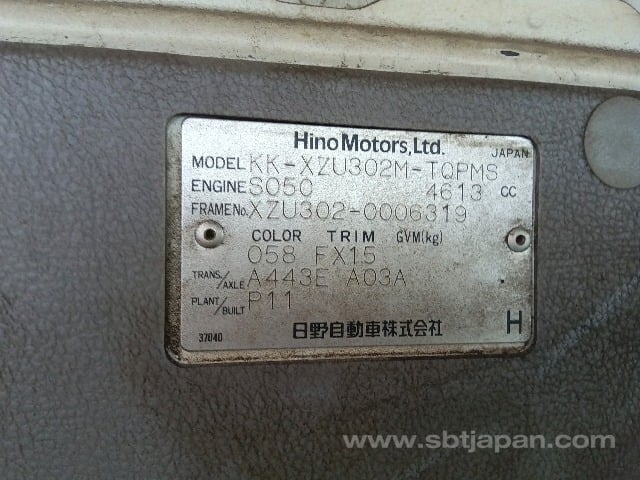 Hino Motors, Ltd.
JAPAN
MODEL KK-XZU302M-TQPMS
ENGINE S050 4613 CC
FRAME No. XZU302-0006319
COLOR TRIM GVM(kg)
058 FX15
TRANS/AXLE A443E A03A
PLANT/BUILT P11
37040 日野自動車株式会社 H
www.sbtjapan.com